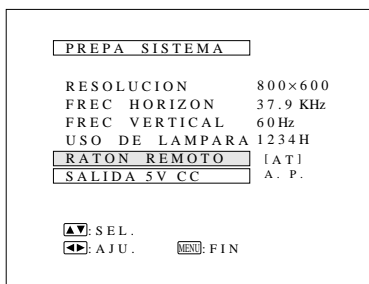 PREPA SISTEMA
RESOLUCION 800×600
FREC HORIZON 37.9 KHz
FREC VERTICAL 60Hz
USO DE LAMPARA 1234H
RATON REMOTO [AT]
SALIDA 5V CC A. P.
▲▼:SEL.
◀▶:AJU. MENU:FIN